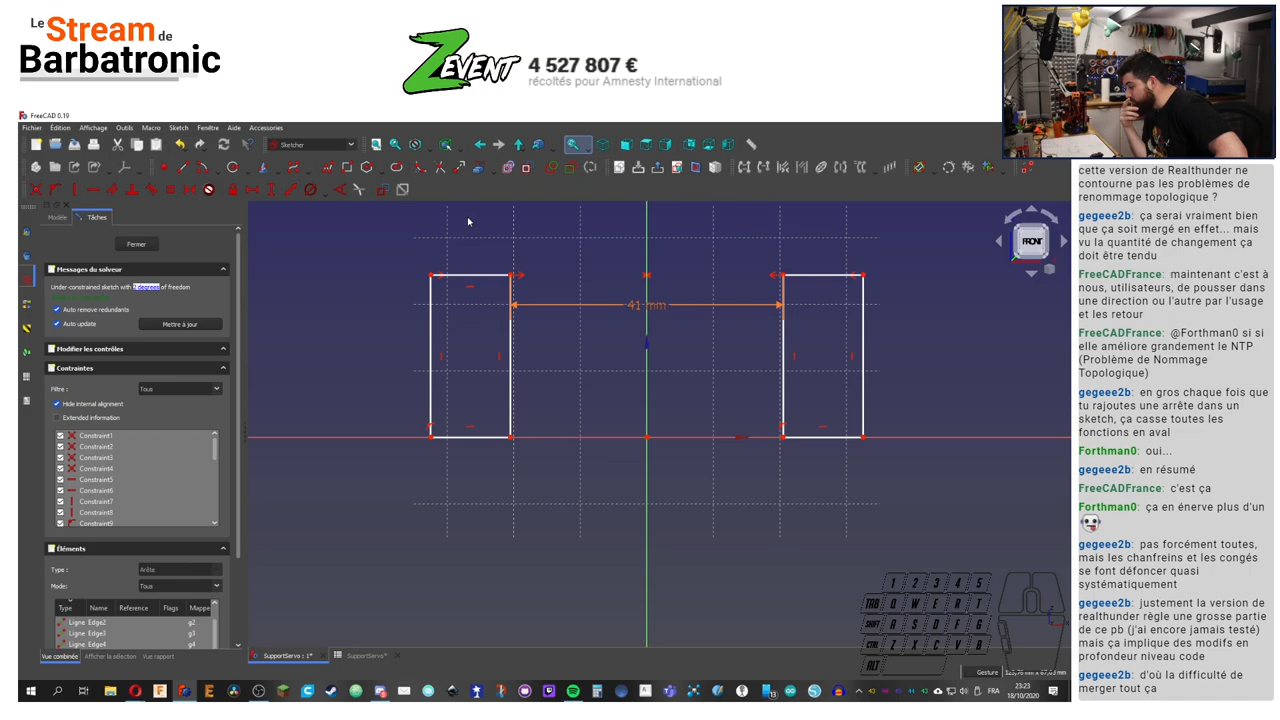 Le
Stream de
Barbatronic
ZEVENT
4 527 807 €
récoltés pour Amnesty International
FreeCAD 0.19
Fichier Édition Affichage Outils Macro Sketch Fenêtre Aide Accessories
Sketcher
Modèle Tâches
Fermer
Messages du solveur
Under-constrained sketch with 2 degrees of freedom
Auto remove redundants
Auto update
Mettre à jour
Modifier les contrôles
Contraintes
Filtre : Tous
Hide internal alignment
Extended information
Constraint1
Constraint2
Constraint3
Constraint4
Constraint5
Constraint6
Constraint7
Constraint8
Constraint9
Éléments
Type : Arête
Mode: Tous
Type Name Reference Flags Mappe
Ligne Edge2 g2
Ligne Edge3 g3
Ligne Edge4 g4
Vue combinée Afficher la sélection Vue rapport
41 mm
FRONT
1 2 3 4 5
TAB Q W E R T
SHIFT A S D F G
CTRL Z X C V B
ALT
SupportServo : 1*
SupportServo*
Gesture
FRA
23:23
18/10/2020
cette version de Realthunder ne
contourne pas les problèmes de
renommage topologique ?
gegeee2b: ça serai vraiment bien
que ça soit mergé en effet... mais
vu la quantité de changement ça
doit être tendu
FreeCADFrance: maintenant c'est à
nous, utilisateurs, de pousser dans
une direction ou l'autre par l'usage
et les retour
FreeCADFrance: @Forthman0 si si
elle améliore grandement le NTP
(Problème de Nommage
Topologique)
gegeee2b: en gros chaque fois que
tu rajoutes une arrête dans un
sketch, ça casse toutes les
fonctions en aval
Forthman0: oui...
gegeee2b: en résumé
FreeCADFrance: c'est ça
Forthman0: ça en énerve plus d'un
gegeee2b: pas forcément toutes,
mais les chanfreins et les congés
se font défoncer quasi
systématiquement
gegeee2b: justement la version de
realthunder règle une grosse partie
de ce pb (j'ai encore jamais testé)
mais ça implique des modifs en
profondeur niveau code
gegeee2b: d'où la difficulté de
merger tout ça